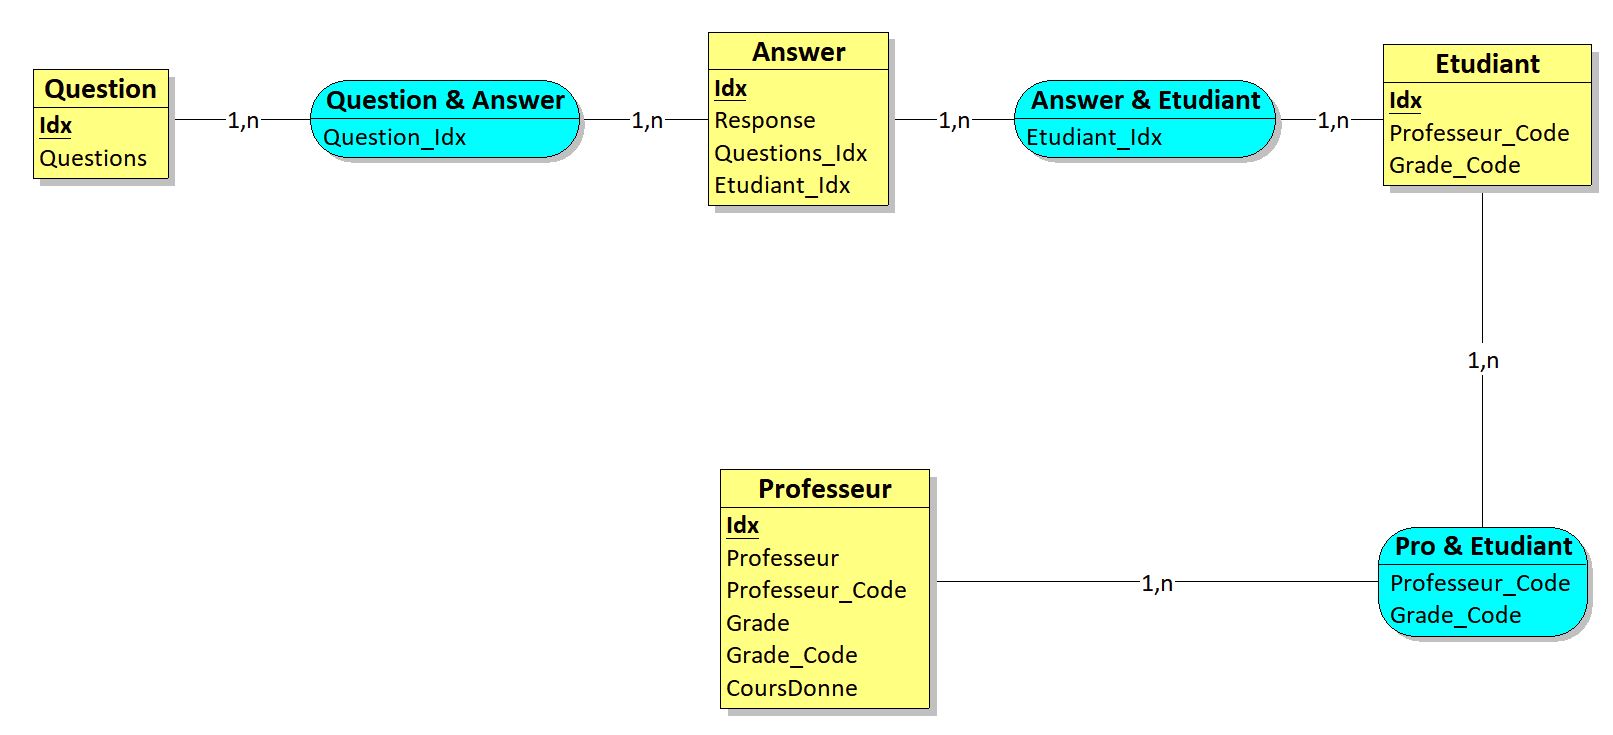 Question
Idx
Questions
1,n
Question & Answer
Question_Idx
1,n
Answer
Idx
Response
Questions_Idx
Etudiant_Idx
1,n
Answer & Etudiant
Etudiant_Idx
1,n
Etudiant
Idx
Professeur_Code
Grade_Code
1,n
Professeur
Idx
Professeur
Professeur_Code
Grade
Grade_Code
CoursDonne
1,n
Pro & Etudiant
Professeur_Code
Grade_Code